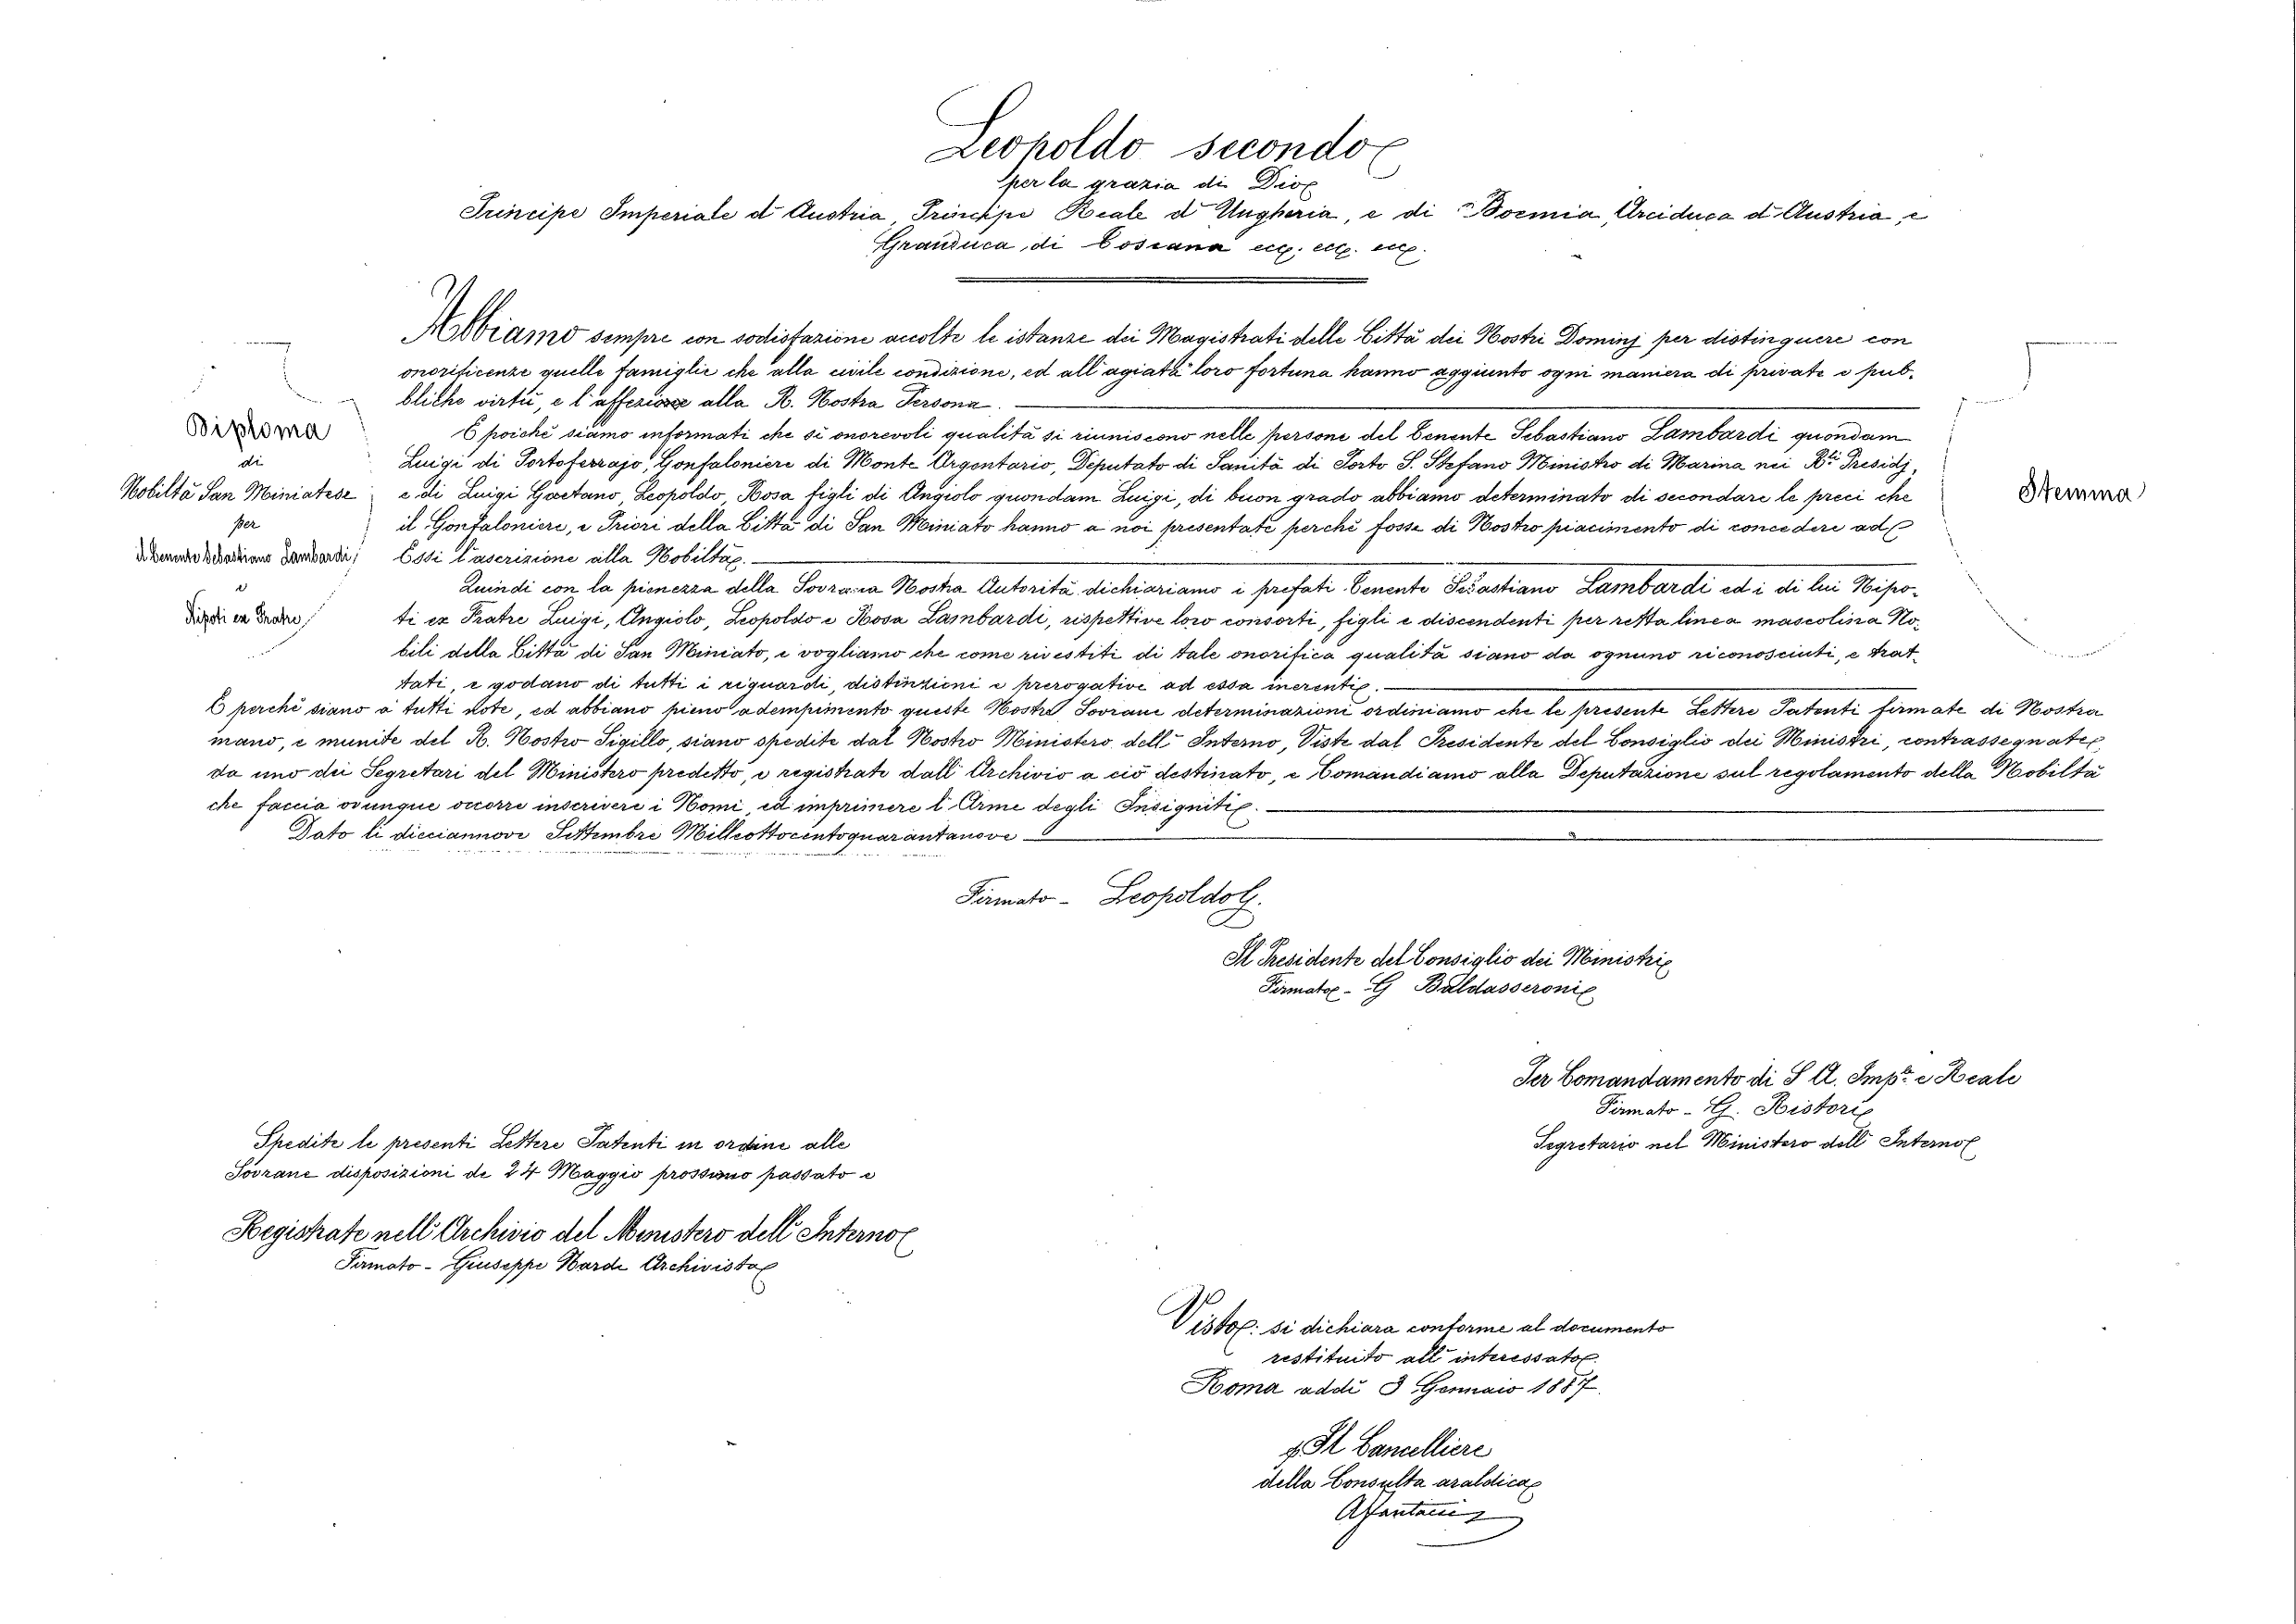 Leopoldo secondo
per la grazia di Dio
Principe Imperiale d'Austria, Principe Reale d'Ungheria, e di Boemia, Arciduca d'Austria, e
Granduca di Toscana ecc. ecc. ecc.
Abbiamo sempre con sodisfazione accolte le istanze dei Magistrati delle Città dei Nostri Dominj per distinguere con
onorificenze quelle famiglie che alla civile condizione, ed all'agiata loro fortuna hanno aggiunto ogni maniera di private e pub-
bliche virtù, e l'affezione alla R. Nostra Persona.
E poiché siamo informati che sì onorevoli qualità si riuniscono nelle persone del Tenente Sebastiano Lambardi quondam
Luigi di Portoferrajo, Gonfaloniere di Monte Argentario, Deputato di Sanità di Porto S. Stefano Ministro di Marina nei Rˡⁱ Presidj,
e di Luigi Gaetano, Leopoldo, Rosa figli di Angiolo quondam Luigi, di buon grado abbiamo determinato di secondare le preci che
il Gonfaloniere, e Priori della Città di San Miniato hanno a noi presentate perché fosse di Nostro piacimento di concedere ad
Essi l'ascrizione alla Nobiltà.
Quindi con la pienezza della Sovrana Nostra Autorità dichiariamo i prefati Tenente Sebastiano Lambardi ed i di lui Nipo-
ti ex Fratre Luigi, Angiolo, Leopoldo e Rosa Lambardi, rispettive loro consorti, figli e discendenti per retta linea mascolina No-
bili della Città di San Miniato, e vogliamo che come rivestiti di tale onorifica qualità siano da ognuno riconosciuti, e trat-
tati, e godano di tutti i riguardi, distinzioni e prerogative ad essa inerenti.
E perché siano a tutti note, ed abbiano pieno adempimento queste Nostre Sovrane determinazioni ordiniamo che le presente Lettere Patenti firmate di Nostra
mano, e munite del R. Nostro Sigillo, siano spedite dal Nostro Ministero dell'Interno, Viste dal Presidente del Consiglio dei Ministri, contrassegnate
da uno dei Segretari del Ministero predetto, e registrate dall'Archivio a ciò destinato, e Comandiamo alla Deputazione sul regolamento della Nobiltà
che faccia ovunque occorre inscrivere i Nomi, ed imprimere l'Arme degli Insigniti.
Dato li dieciannove Settembre Milleottocentoquarantanove
Diploma
di
Nobiltà San Miniatese
per
il Tenente Sebastiano Lambardi,
e
Nipoti ex Fratre
Stemma
Firmato - Leopoldo
Il Presidente del Consiglio dei Ministri
Firmato - G Baldasseroni
Per Comandamento di S. A. Impˡᵉ e Reale
Firmato - G. Ristori
Segretario nel Ministero dell'Interno
Spedite le presenti Lettere Patenti in ordine alle
Sovrane disposizioni de 24 Maggio prossimo passato e
Registrate nell'Archivio del Ministero dell'Interno
Firmato - Giuseppe Nardi Archivista
Visto: si dichiara conforme al documento
restituito all'interessato
Roma addì 3 Gennaio 1887.
Il Cancelliere
della Consulta araldica